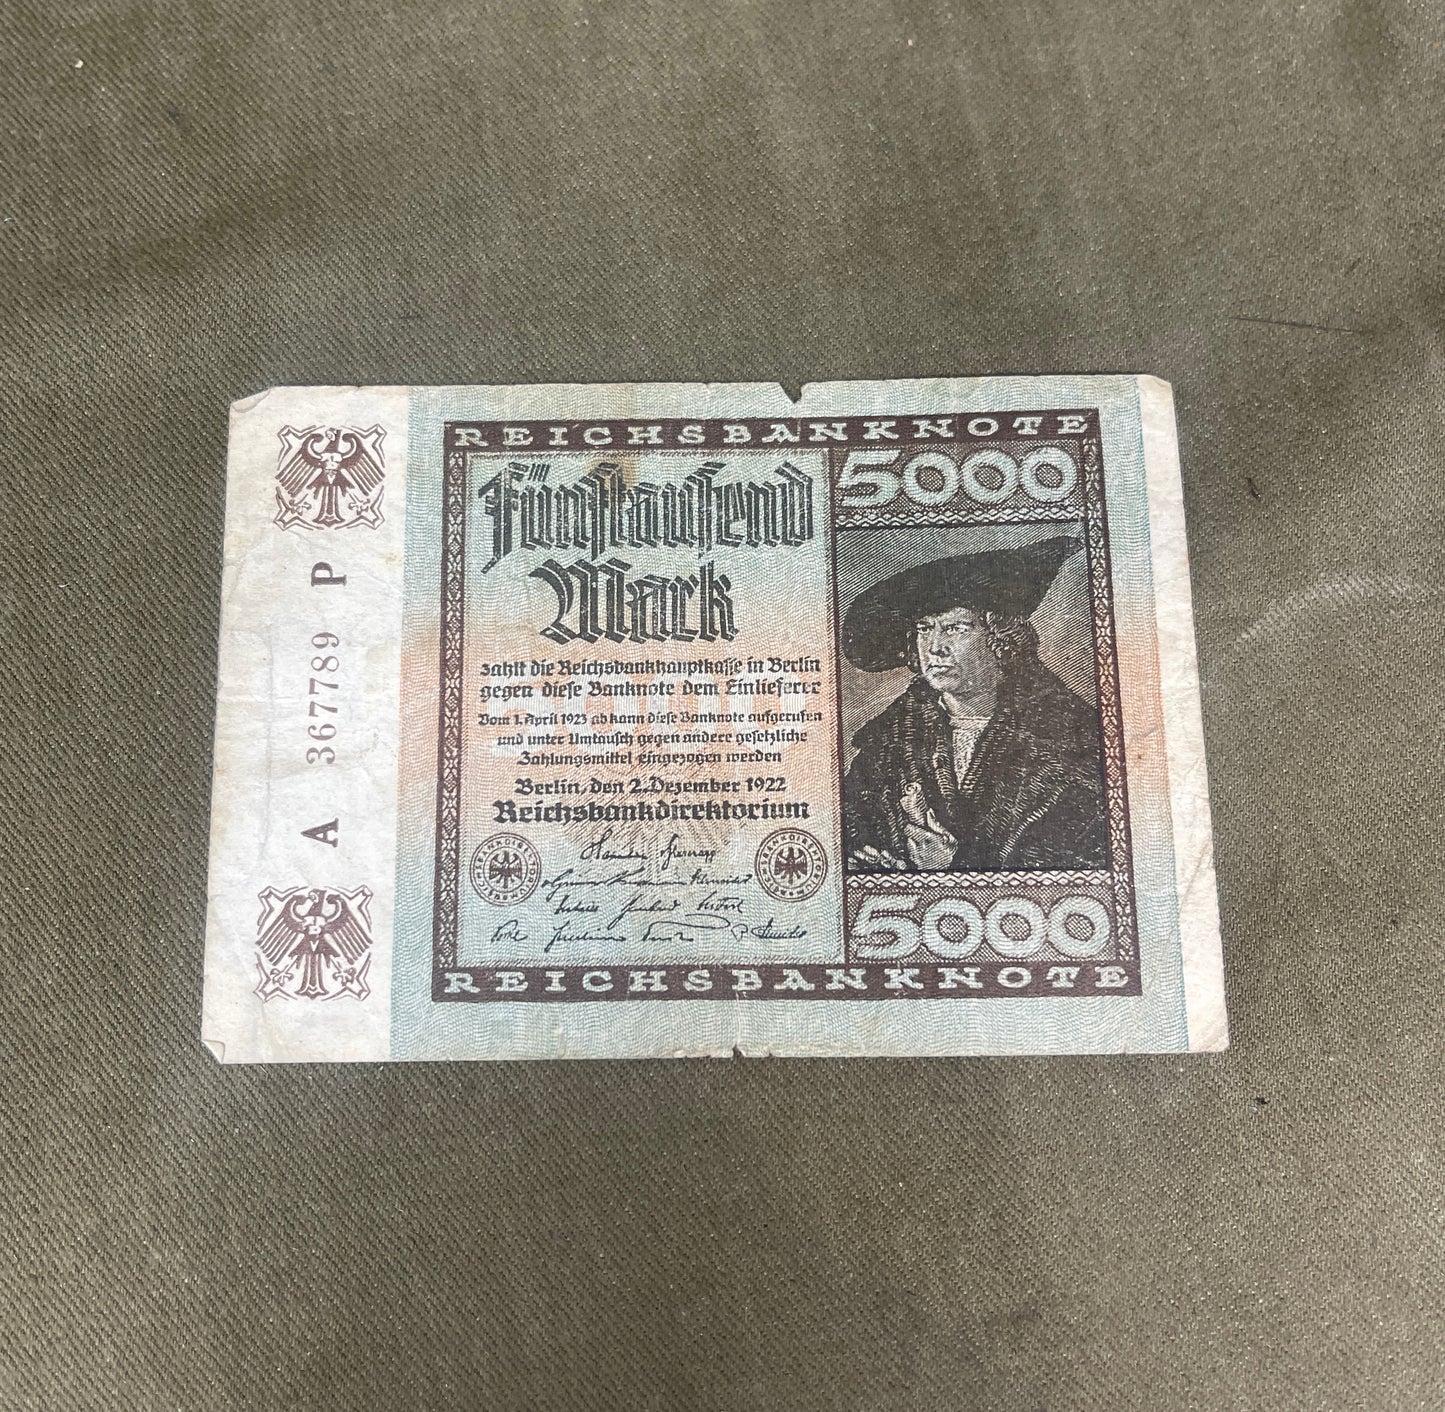 REICHSBANKNOTE
5000
Fünftausend
Mark
zahlt die Reichsbankhauptkasse in Berlin
gegen diese Banknote dem Einlieferer
Vom 1. April 1923 ab kann diese Banknote aufgerufen
und unter Umtausch gegen andere gesetzliche
Zahlungsmittel eingezogen werden
Berlin, den 2. Dezember 1922
Reichsbankdirektorium
5000
REICHSBANKNOTE
A 367789 P